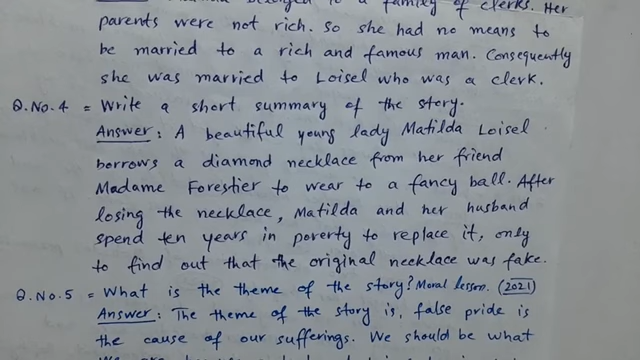 to a family of clerks. Her
parents were not rich. So she had no means to
be married to a rich and famous man. Consequently
she was married to Loisel who was a clerk.
Q.No.4 = Write a short summary of the story.
Answer: A beautiful young lady Matilda Loisel
borrows a diamond necklace from her friend
Madame Forestier to wear to a fancy ball. After
losing the necklace, Matilda and her husband
spend ten years in poverty to replace it, only
to find out that the original necklace was fake.
Q.No.5 = What is the theme of the story? Moral lesson. (2021)
Answer: The theme of the story is, false pride is
the cause of our sufferings. We should be what